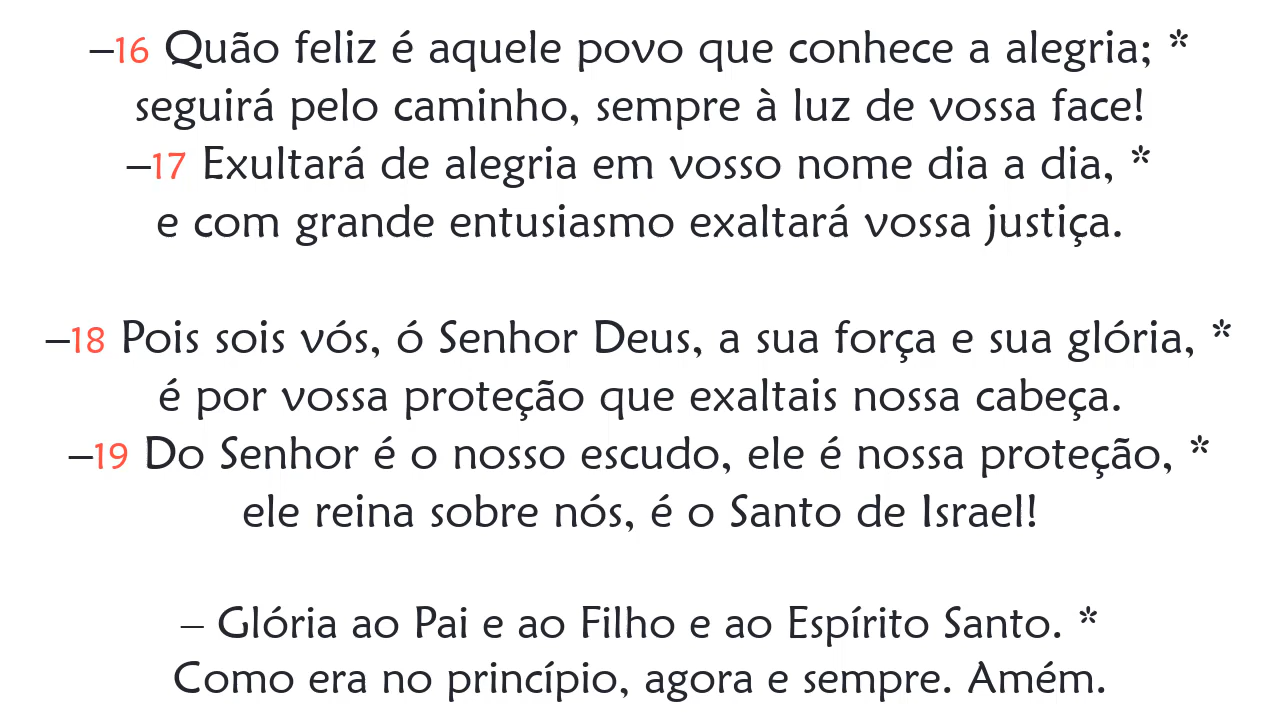 –16 Quão feliz é aquele povo que conhece a alegria; *
seguirá pelo caminho, sempre à luz de vossa face!
–17 Exultará de alegria em vosso nome dia a dia, *
e com grande entusiasmo exaltará vossa justiça.
–18 Pois sois vós, ó Senhor Deus, a sua força e sua glória, *
é por vossa proteção que exaltais nossa cabeça.
–19 Do Senhor é o nosso escudo, ele é nossa proteção, *
ele reina sobre nós, é o Santo de Israel!
– Glória ao Pai e ao Filho e ao Espírito Santo. *
Como era no princípio, agora e sempre. Amém.